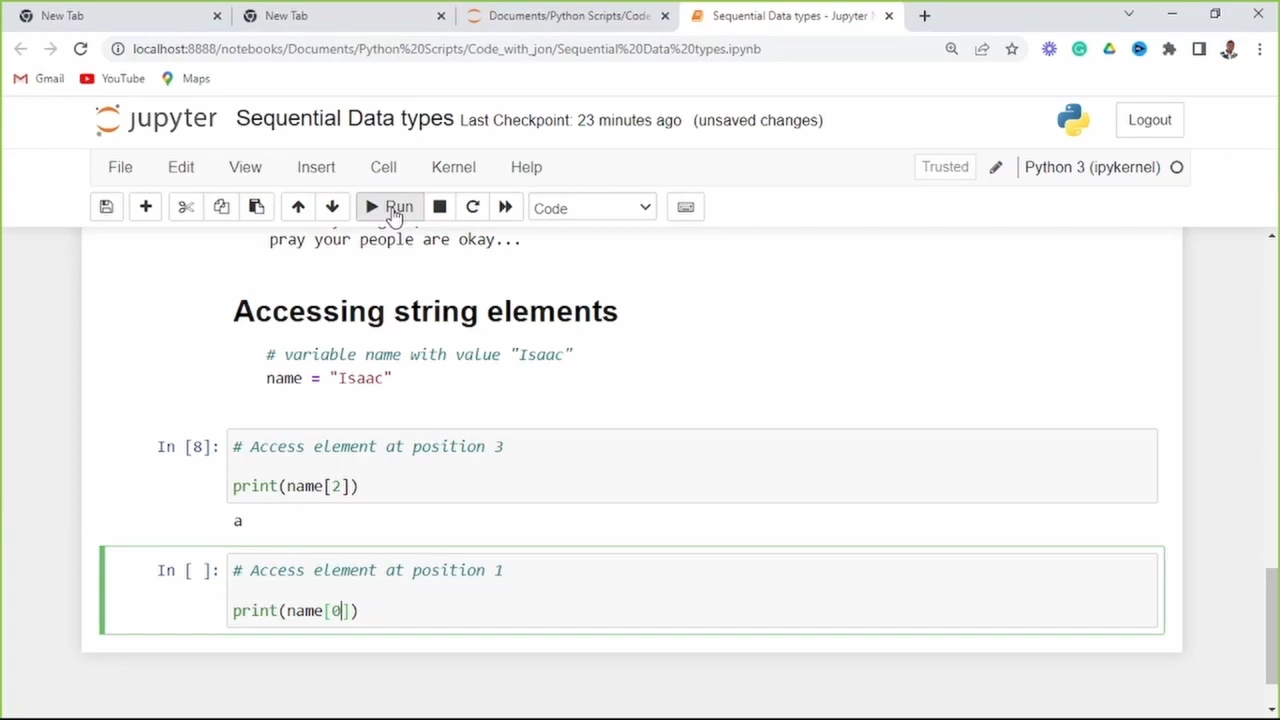 New Tab
New Tab
Documents/Python Scripts/Code
Sequential Data types - Jupyter
localhost:8888/notebooks/Documents/Python%20Scripts/Code_with_jon/Sequential%20Data%20types.ipynb
Gmail
YouTube
Maps
jupyter
Sequential Data types Last Checkpoint: 23 minutes ago (unsaved changes)
Logout
File Edit View Insert Cell Kernel Help
Trusted
Python 3 (ipykernel)
Run
Code
pray your people are okay...
Accessing string elements
# variable name with value "Isaac"
name = "Isaac"
In [8]:
# Access element at position 3
print(name[2])
a
In [ ]:
# Access element at position 1
print(name[0])